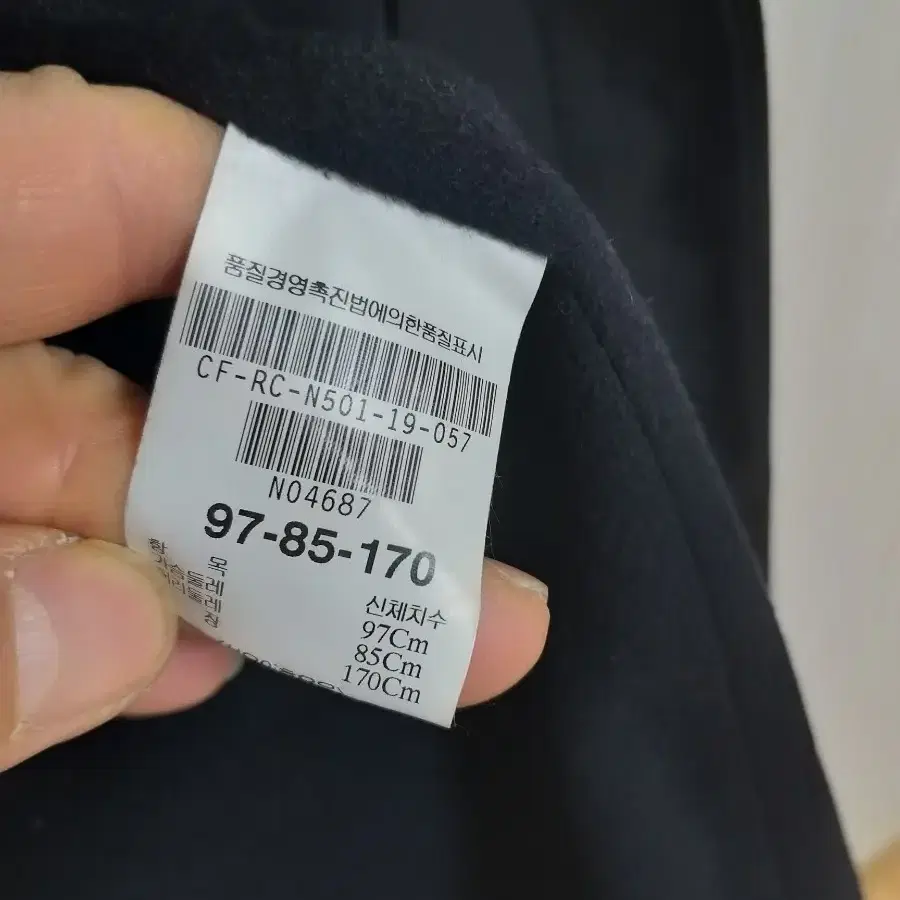 품질경영촉진법에의한품질표시
CF-RC-N501-19-057
N04687
97-85-170
신체치수
97Cm
85Cm
170Cm